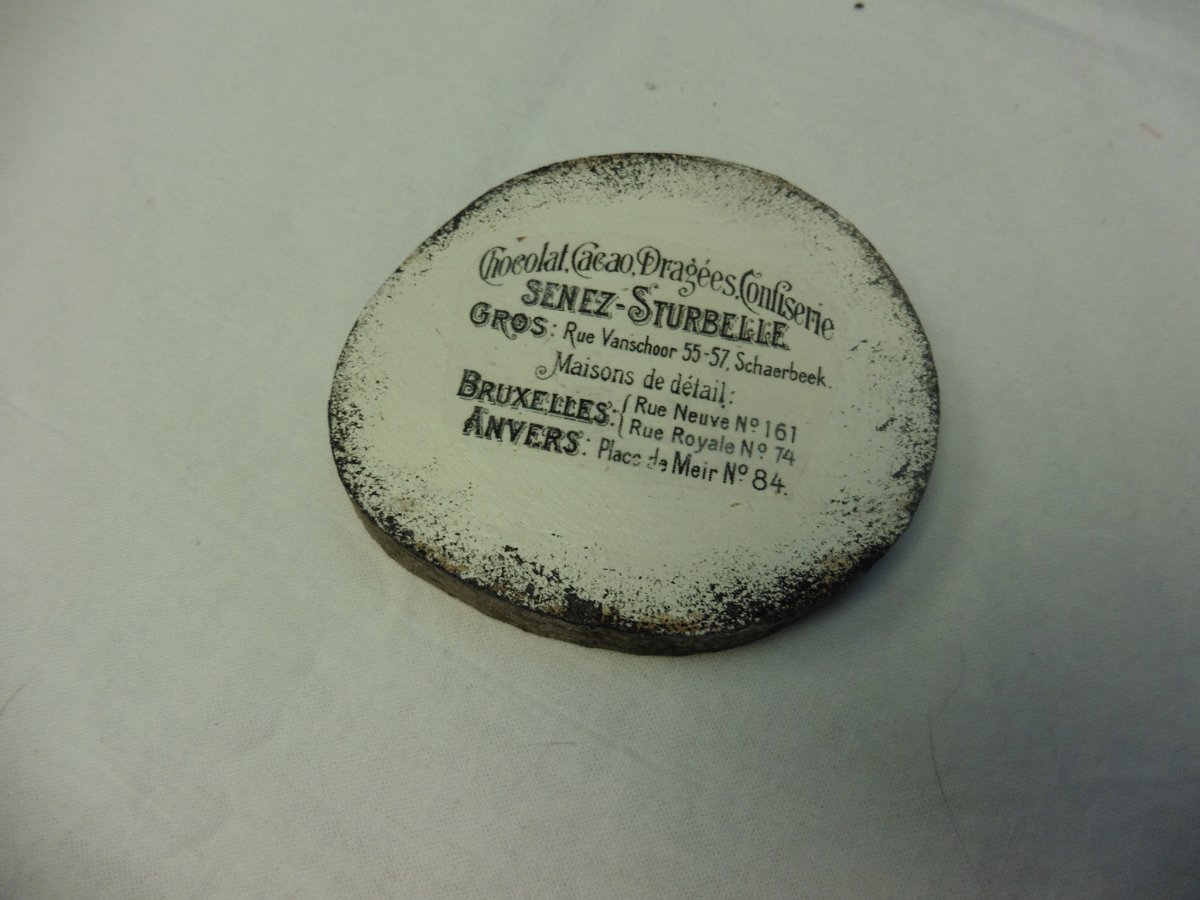 Chocolat, Cacao, Dragées, Confiserie
SENEZ-STURBELLE
GROS: Rue Vanschoor 55-57, Schaerbeek.
Maisons de détail:
BRUXELLES: { Rue Neuve Nº 161
Rue Royale Nº 74
ANVERS: Place de Meir Nº 84.